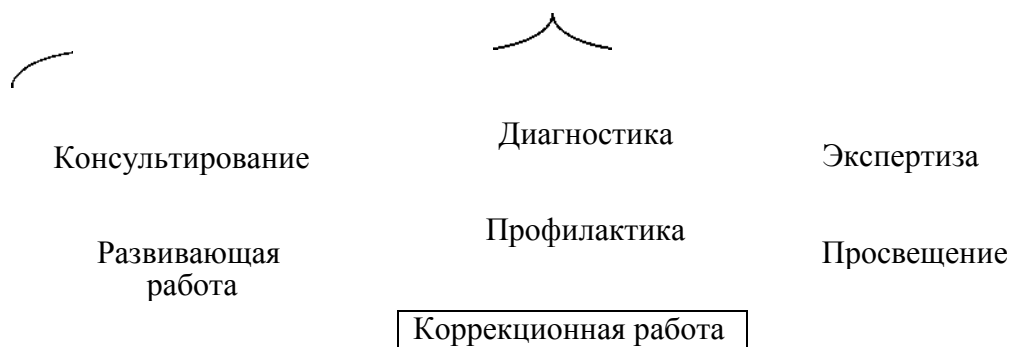 Консультирование
Диагностика
Экспертиза
Развивающая
работа
Профилактика
Просвещение
Коррекционная работа